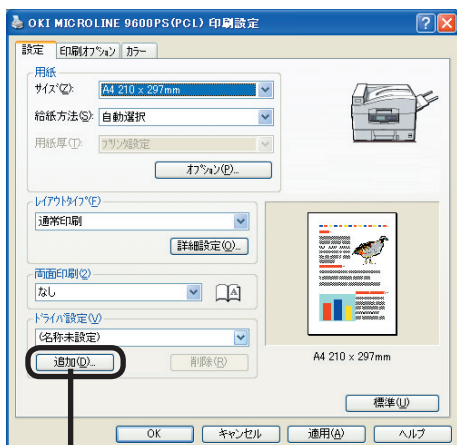 OKI MICROLINE 9600PS(PCL) 印刷設定
設定 印刷オプション カラー
用紙
サイズ(Z): A4 210 x 297mm
給紙方法(S): 自動選択
用紙厚(T): プリンタ設定
オプション(P)...
レイアウトタイプ(F)
通常印刷
詳細設定(O)...
両面印刷(2)
なし
A
ドライバ設定(V)
(名称未設定)
追加(D)... 削除(R)
A4 210 x 297mm
標準(U)
OK キャンセル 適用(A) ヘルプ